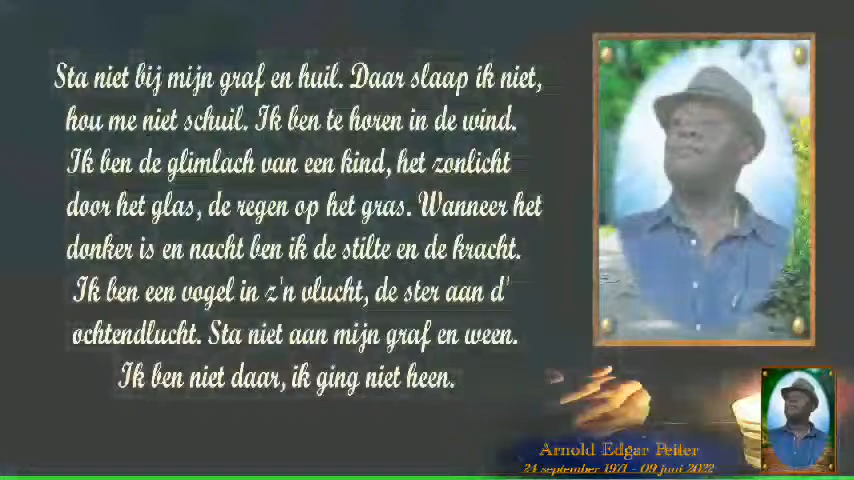 Sta niet bij mijn graf en huil. Daar slaap ik niet,
hou me niet schuil. Ik ben te horen in de wind.
Ik ben de glimlach van een kind, het zonlicht
door het glas, de regen op het gras. Wanneer het
donker is en nacht ben ik de stilte en de kracht.
Ik ben een vogel in z'n vlucht, de ster aan d'
ochtendlucht. Sta niet aan mijn graf en ween.
Ik ben niet daar, ik ging niet heen.
Arnold Edgar Peiler
24 september 1971 - 09 juni 2022